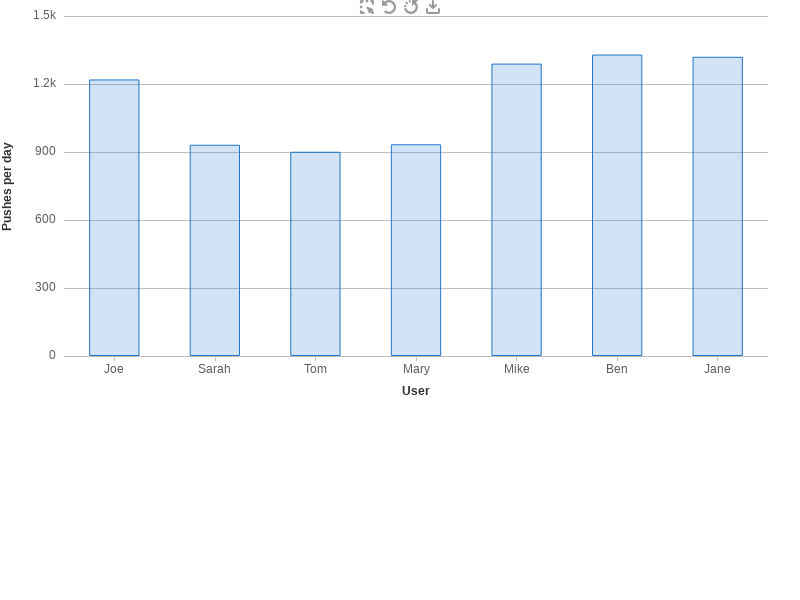 1.5k
1.2k
900
600
300
0
Pushes per day
Joe Sarah Tom Mary Mike Ben Jane
User